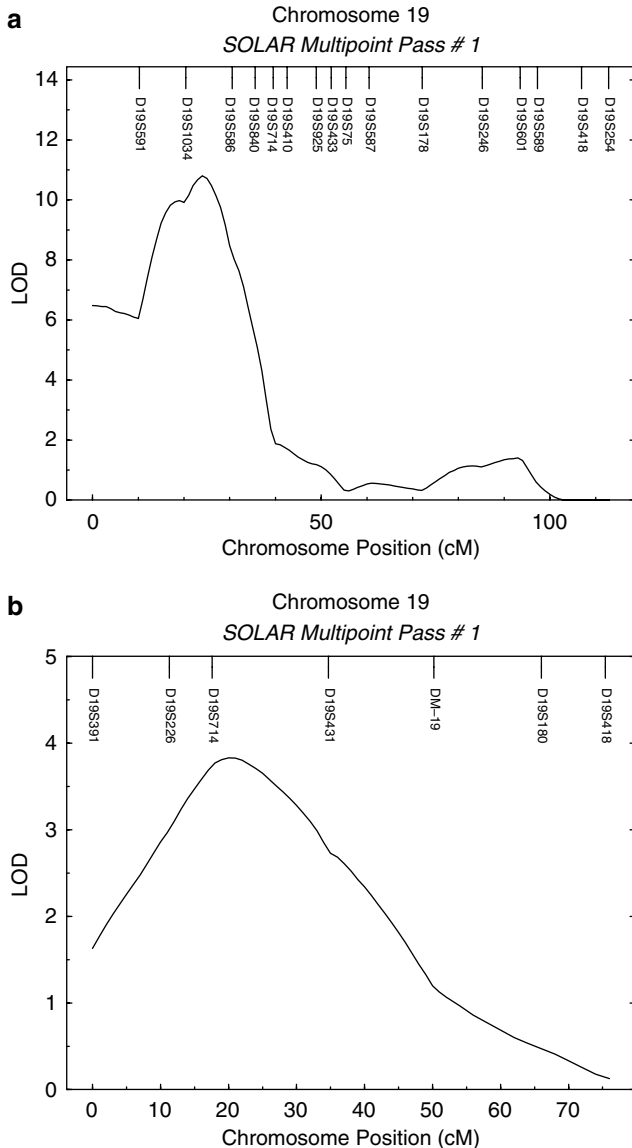 a
Chromosome 19
SOLAR Multipoint Pass # 1
14
12
10
8
6
4
2
0
LOD
D19S591
D19S1034
D19S586
D19S840
D19S714
D19S410
D19S925
D19S433
D19S75
D19S587
D19S178
D19S246
D19S601
D19S589
D19S418
D19S254
0
50
100
Chromosome Position (cM)
b
Chromosome 19
SOLAR Multipoint Pass # 1
5
4
3
2
1
0
LOD
D19S391
D19S226
D19S714
D19S431
DM–19
D19S180
D19S418
0
10
20
30
40
50
60
70
Chromosome Position (cM)